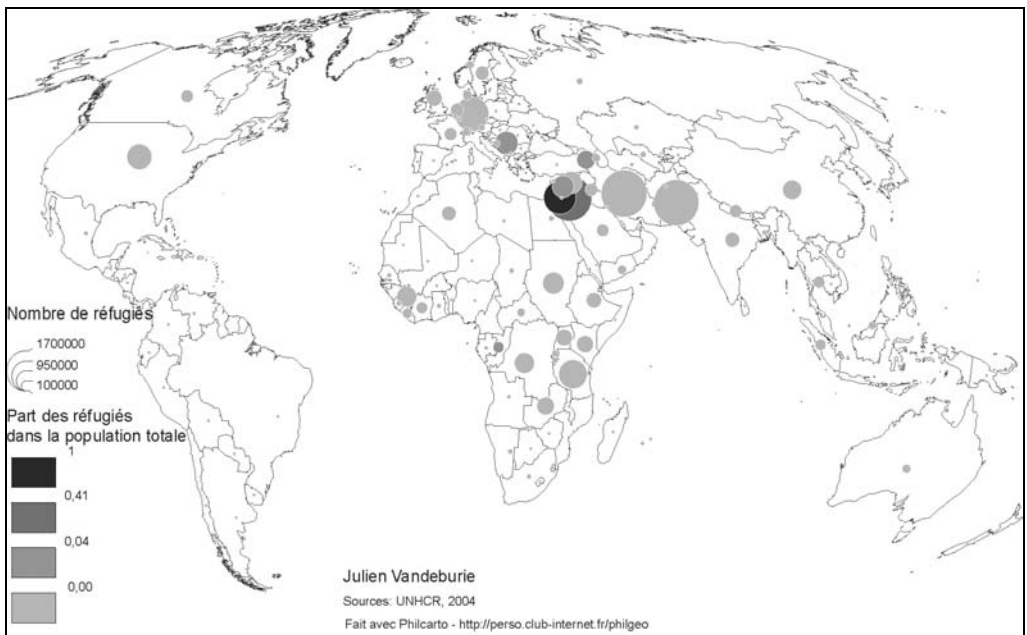 Nombre de réfugiés
1700000
950000
100000
Part des réfugiés
dans la population totale
1
0,41
0,04
0,00
Julien Vandeburie
Sources: UNHCR, 2004
Fait avec Philcarto - http://perso.club-internet.fr/philgeo